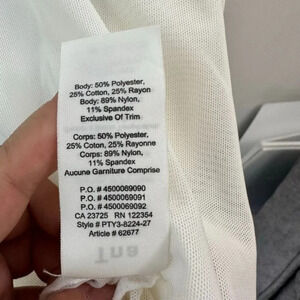 Body: 50% Polyester,
25% Cotton, 25% Rayon
Body: 89% Nylon,
11% Spandex
Exclusive Of Trim
Corps: 50% Polyester,
25% Coton, 25% Rayonne
Corps: 89% Nylon,
11% Spandex
Aucune Garniture Comprise
P.O. # 4500069090
P.O. # 4500069091
P.O. # 4500069092
CA 23725 RN 122354
Style # PTY3-8224-27
Article # 62677
Tna